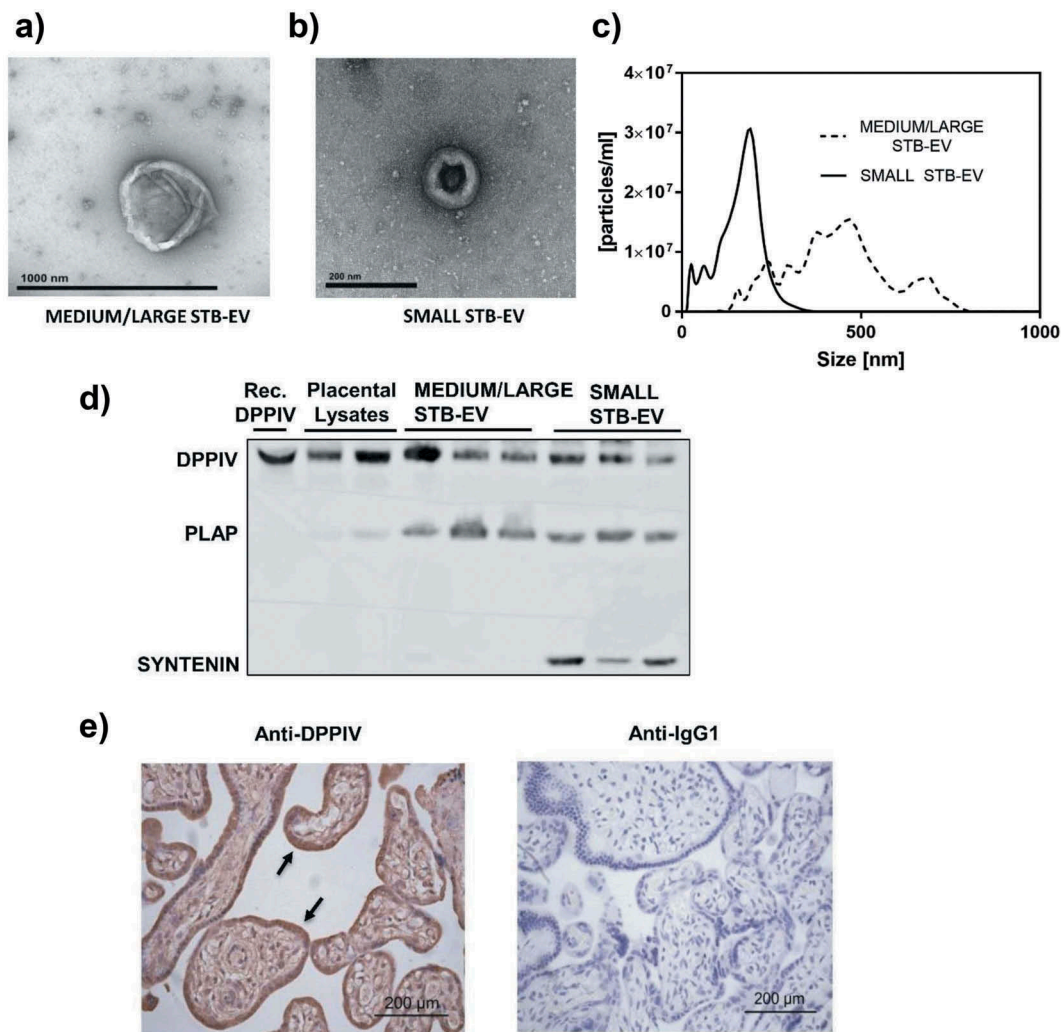 a)
b)
c)
1000 nm
MEDIUM/LARGE STB-EV
200 nm
SMALL STB-EV
4×10⁷
3×10⁷
2×10⁷
1×10⁷
0
[particles/ml]
MEDIUM/LARGE
STB-EV
SMALL STB-EV
0
500
1000
Size [nm]
d)
Rec.
DPPIV
Placental
Lysates
MEDIUM/LARGE
STB-EV
SMALL
STB-EV
DPPIV
PLAP
SYNTENIN
e)
Anti-DPPIV
Anti-IgG1
200 µm
200 µm